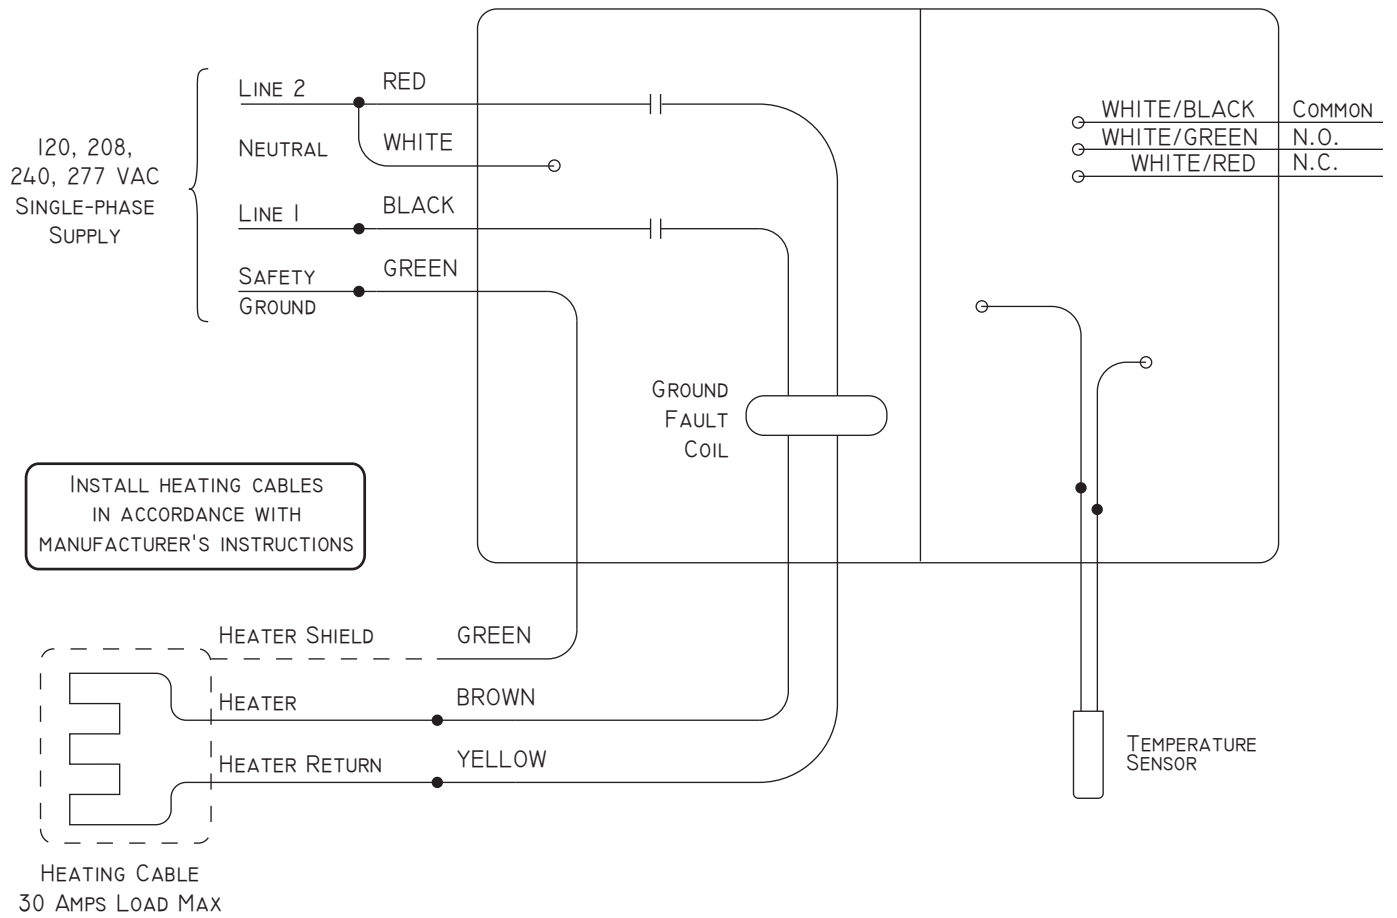 LINE 2
RED
NEUTRAL
WHITE
120, 208,
240, 277 VAC
SINGLE-PHASE
SUPPLY
LINE 1
BLACK
SAFETY
GROUND
GREEN
WHITE/BLACK COMMON
WHITE/GREEN N.O.
WHITE/RED N.C.
GROUND
FAULT
COIL
INSTALL HEATING CABLES
IN ACCORDANCE WITH
MANUFACTURER'S INSTRUCTIONS
HEATER SHIELD
GREEN
HEATER
BROWN
HEATER RETURN
YELLOW
TEMPERATURE
SENSOR
HEATING CABLE
30 AMPS LOAD MAX